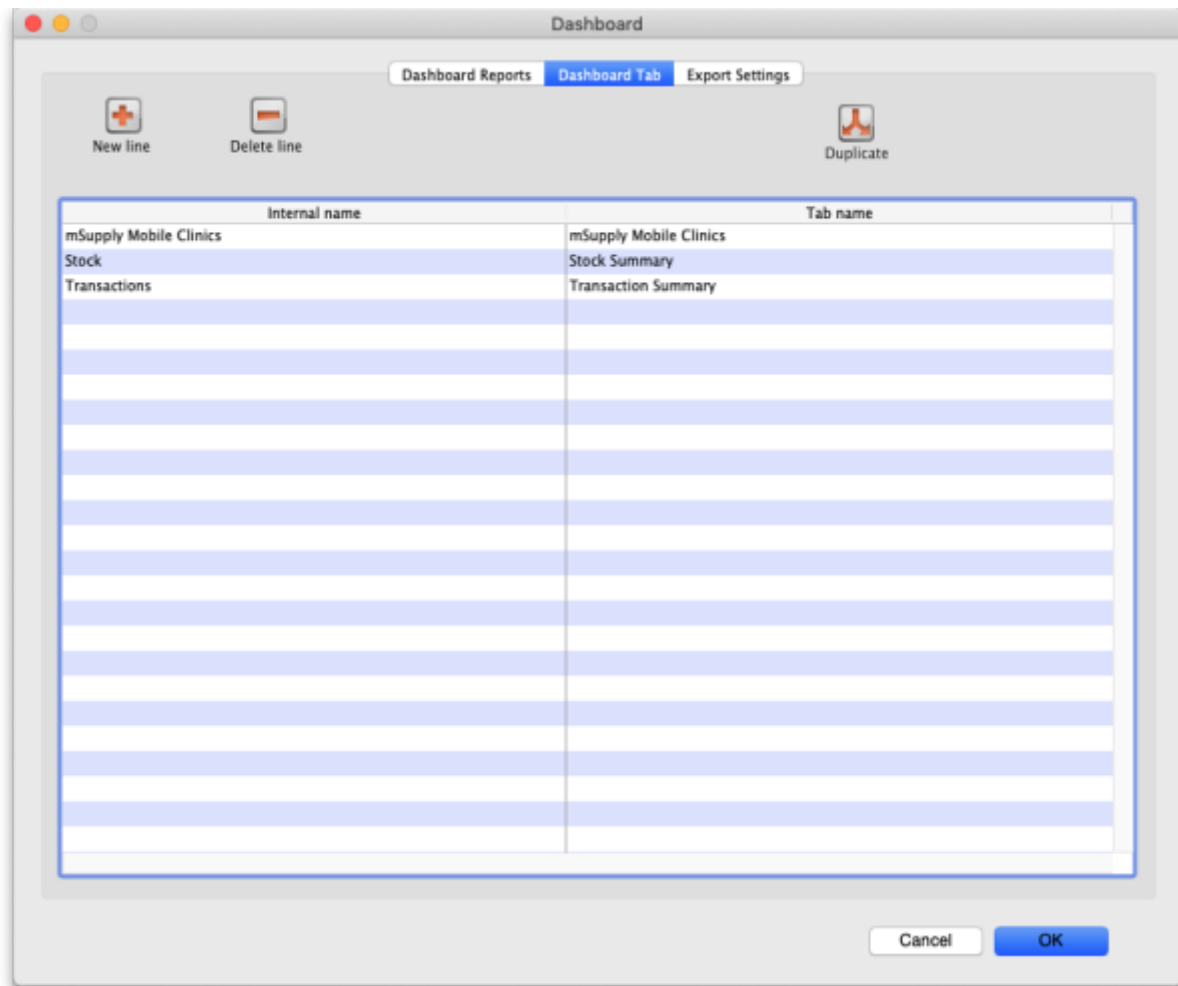 Dashboard
Dashboard Reports Dashboard Tab Export Settings
New line Delete line Duplicate
Internal name Tab name
mSupply Mobile Clinics mSupply Mobile Clinics
Stock Stock Summary
Transactions Transaction Summary
Cancel OK